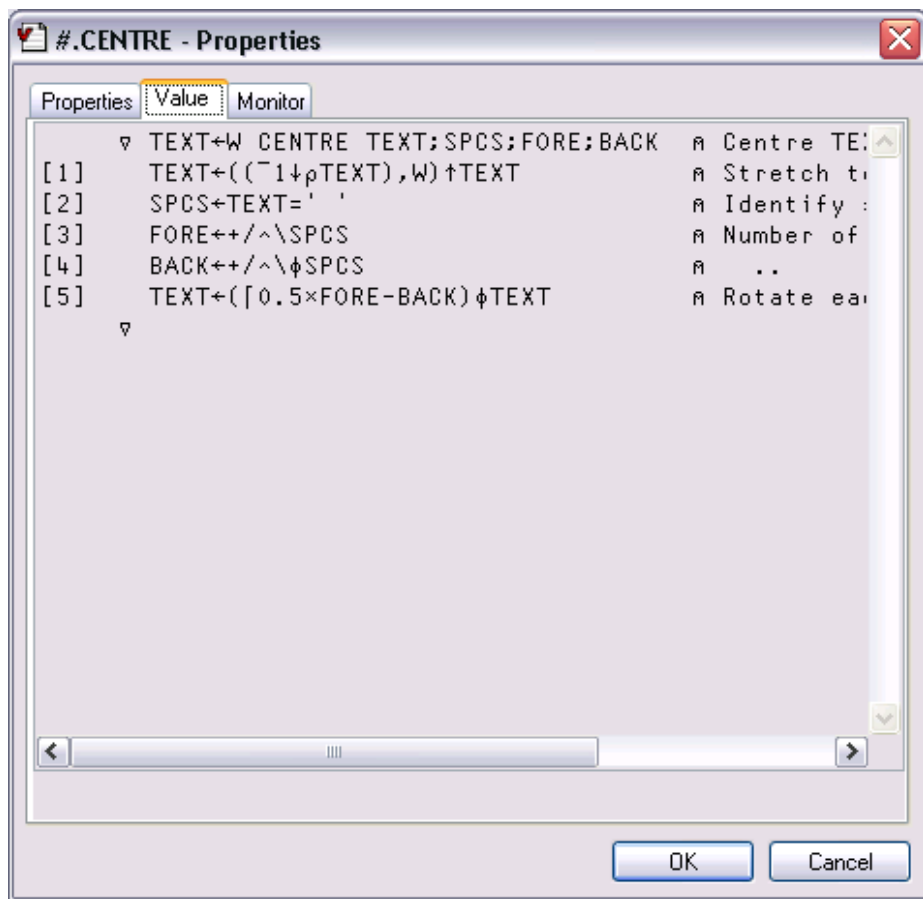 #.CENTRE - Properties
Properties Value Monitor
∇ TEXT←W CENTRE TEXT;SPCS;FORE;BACK ⍝ Centre
[1] TEXT←((¯1↓⍴TEXT),W)↑TEXT ⍝ Stretch
[2] SPCS←TEXT=' ' ⍝ Identify
[3] FORE←+/^\SPCS ⍝ Number of
[4] BACK←+/^\⌽SPCS ⍝ ..
[5] TEXT←(⌈0.5×FORE-BACK)⌽TEXT ⍝ Rotate
∇
OK Cancel